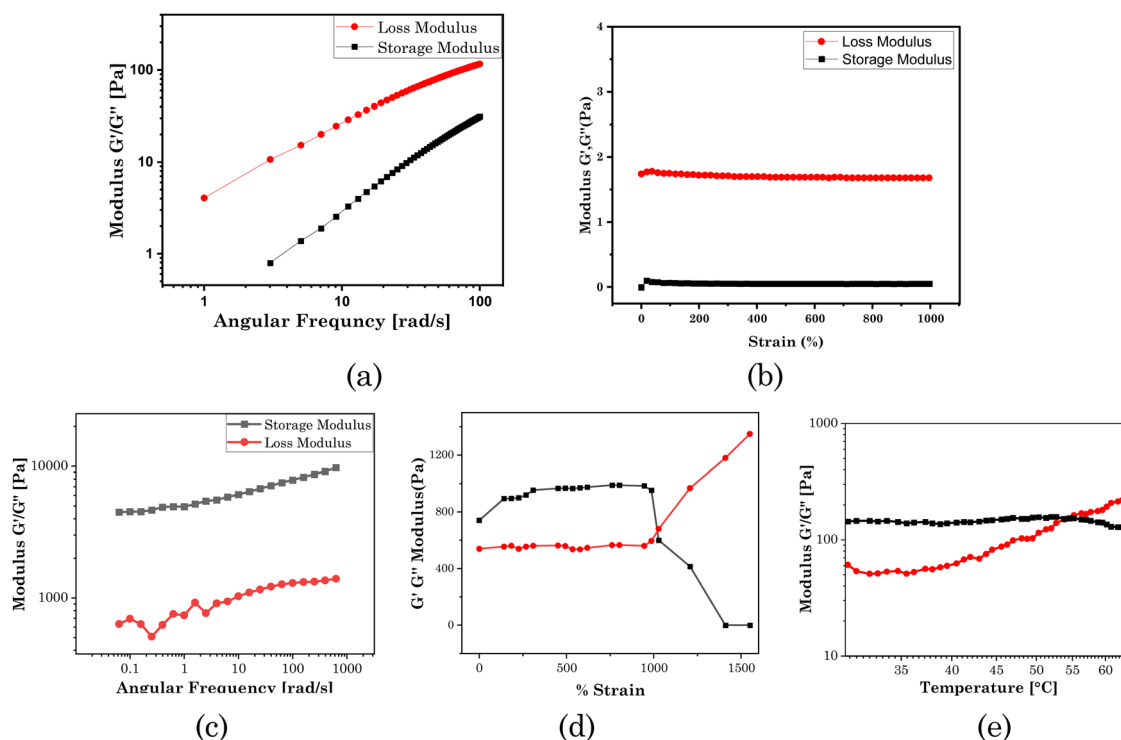 Loss Modulus
Storage Modulus
Modulus G'/G" [Pa]
100
10
1
1
10
100
Angular Frequncy [rad/s]
(a)
Loss Modulus
Storage Modulus
Modulus G',G"(Pa)
4
2
0
0
200
400
600
800
1000
Strain (%)
(b)
Storage Modulus
Loss Modulus
Modulus G'/G" [Pa]
10000
1000
0.1
1
10
100
1000
Angular Frequency [rad/s]
(c)
G' G" Modulus(Pa)
1200
800
400
0
0
500
1000
1500
% Strain
(d)
Modulus G'/G" [Pa]
1000
100
10
35
40
45
50
55
60
Temperature [°C]
(e)